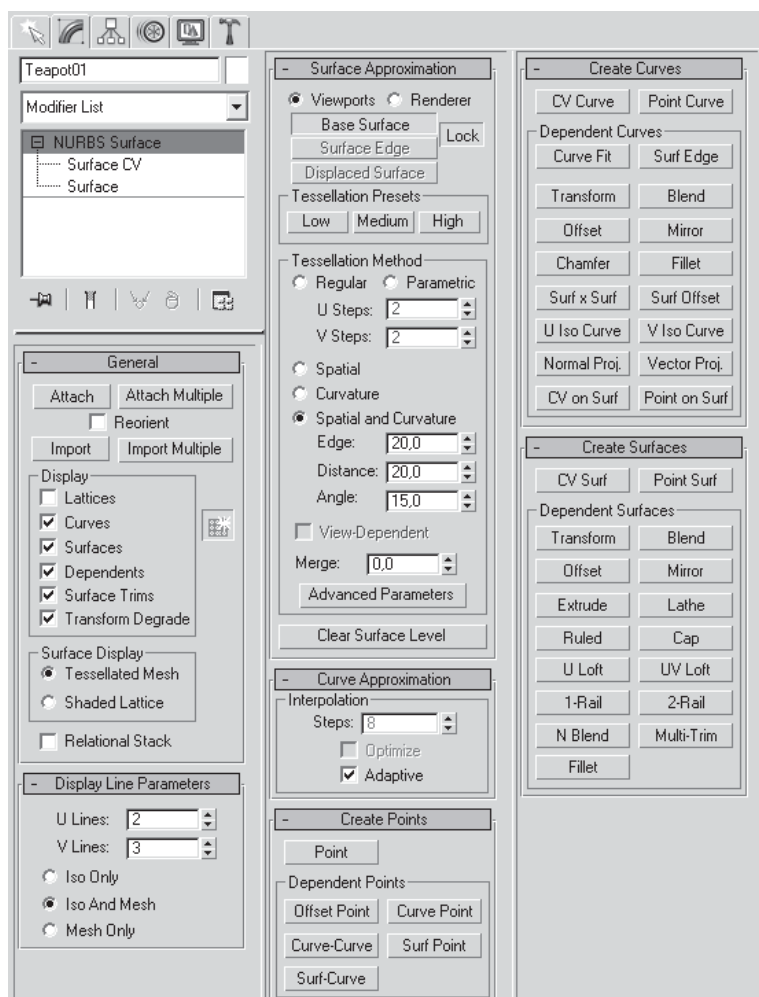 Teapot01
Modifier List
NURBS Surface
Surface CV
Surface
- General
Attach Attach Multiple
Reorient
Import Import Multiple
Display
Lattices
Curves
Surfaces
Dependents
Surface Trims
Transform Degrade
Surface Display
Tessellated Mesh
Shaded Lattice
Relational Stack
- Display Line Parameters
U Lines: 2
V Lines: 3
Iso Only
Iso And Mesh
Mesh Only
- Surface Approximation
Viewports Renderer
Base Surface
Lock
Surface Edge
Displaced Surface
Tessellation Presets
Low Medium High
Tessellation Method
Regular Parametric
U Steps: 2
V Steps: 2
Spatial
Curvature
Spatial and Curvature
Edge: 20,0
Distance: 20,0
Angle: 15,0
View-Dependent
Merge: 0,0
Advanced Parameters
Clear Surface Level
- Curve Approximation
Interpolation
Steps: 8
Optimize
Adaptive
- Create Points
Point
Dependent Points
Offset Point Curve Point
Curve-Curve Surf Point
Surf-Curve
- Create Curves
CV Curve Point Curve
Dependent Curves
Curve Fit Surf Edge
Transform Blend
Offset Mirror
Chamfer Fillet
Surf x Surf Surf Offset
U Iso Curve V Iso Curve
Normal Proj. Vector Proj.
CV on Surf Point on Surf
- Create Surfaces
CV Surf Point Surf
Dependent Surfaces
Transform Blend
Offset Mirror
Extrude Lathe
Ruled Cap
U Loft UV Loft
1-Rail 2-Rail
N Blend Multi-Trim
Fillet